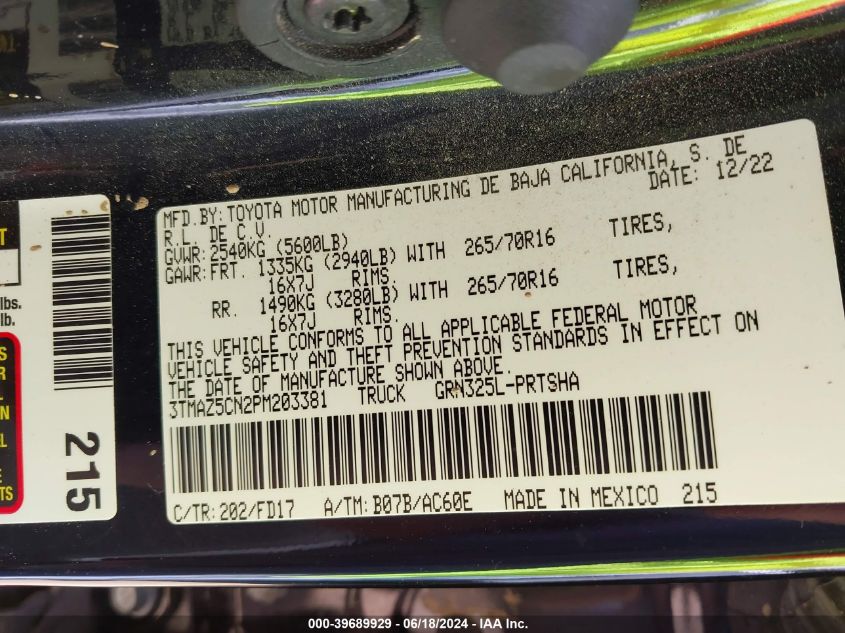 MFD.BY:TOYOTA MOTOR MANUFACTURING DE BAJA CALIFORNIA, S. DE
R.L. DE C.V. DATE: 12/22
GVWR:2540KG (5600LB)
GAWR:FRT. 1335KG (2940LB) WITH 265/70R16 TIRES,
16X7J RIMS.
RR. 1490KG (3280LB) WITH 265/70R16 TIRES,
16X7J RIMS.
THIS VEHICLE CONFORMS TO ALL APPLICABLE FEDERAL MOTOR
VEHICLE SAFETY AND THEFT PREVENTION STANDARDS IN EFFECT ON
THE DATE OF MANUFACTURE SHOWN ABOVE.
3TMAZ5CN2PM203381 TRUCK GRN325L-PRTSHA
C/TR:202/FD17 A/TM:B07B/AC60E MADE IN MEXICO 215
T
lbs.
lb.
S
R
L
N
EL
E
TS
215
000-39689929 / 06/18/2024 - IAA Inc.